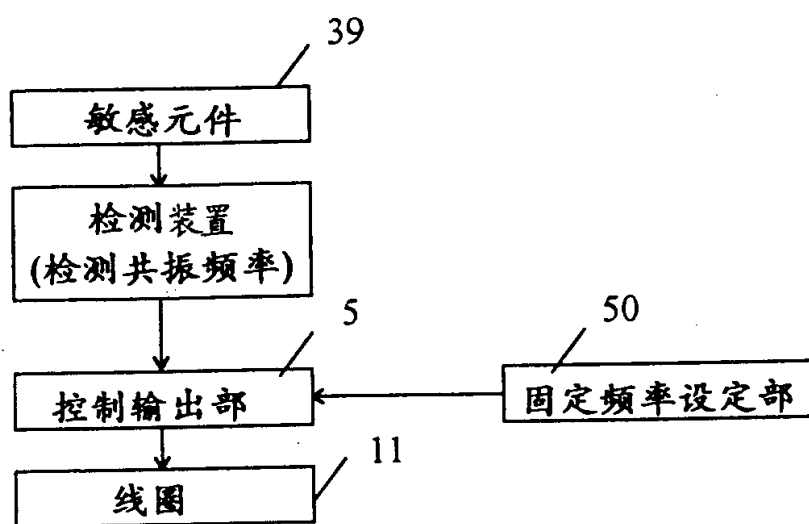 39
敏感元件
检测装置
(检测共振频率)
5
50
控制输出部
固定频率设定部
11
线圈